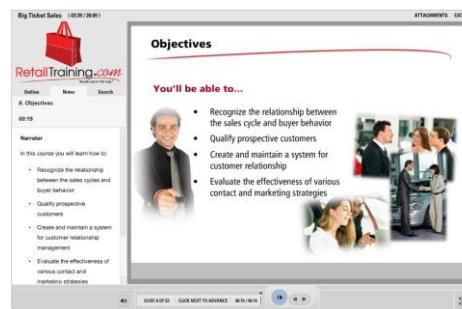 Big Ticket Sales ( 03:39 / 26:09 )
ATTACHMENTS EXIT
RetailTraining.com
Outline Notes Search
8. Objectives
00:19
Narrator
In this course you will learn how to:
• Recognize the relationship
between the sales cycles and
buyer behavior
• Qualify prospective
customers
• Create and maintain a system
for customer relationship
management
• Evaluate the effectiveness of
various contact and
marketing strategies
Objectives
You'll be able to...
• Recognize the relationship between
the sales cycle and buyer behavior
• Qualify prospective customers
• Create and maintain a system for
customer relationship
• Evaluate the effectiveness of various
contact and marketing strategies
SLIDE 8 OF 53 CLICK NEXT TO ADVANCE